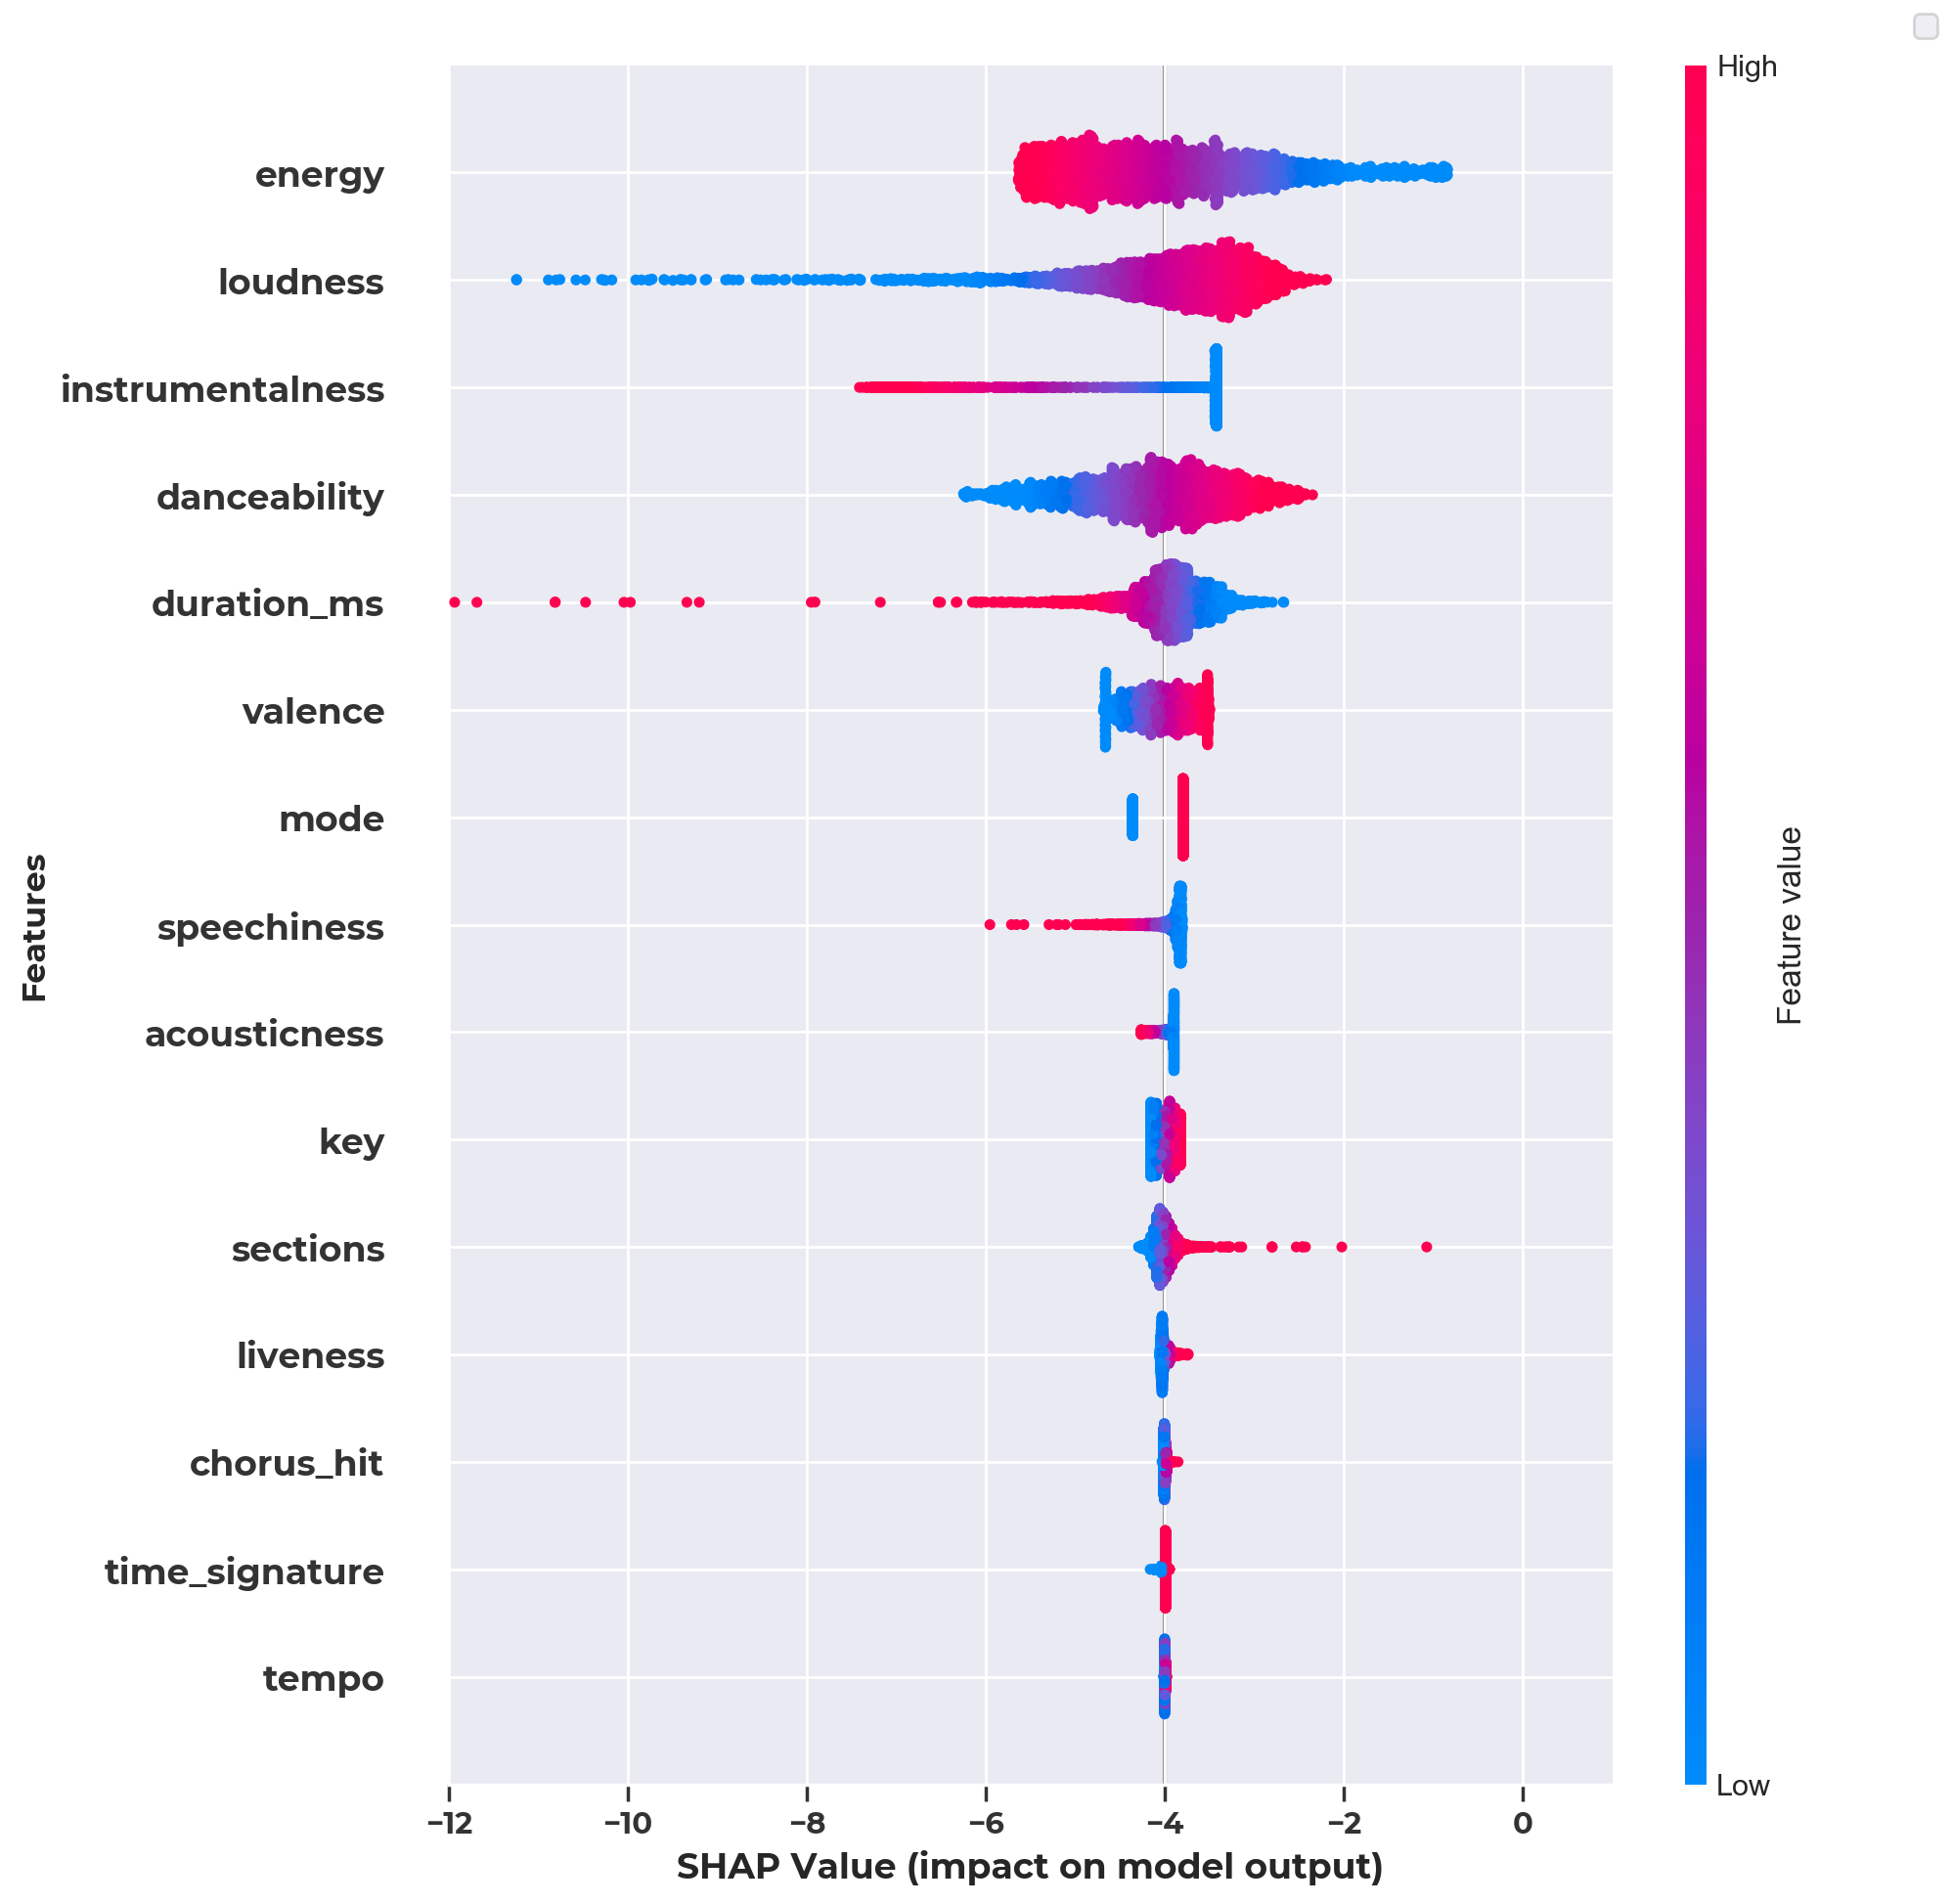 High
energy
loudness
instrumentalness
danceability
duration_ms
valence
mode
speechiness
acousticness
key
sections
liveness
chorus_hit
time_signature
tempo
Features
Feature value
Low
−12 −10 −8 −6 −4 −2 0
SHAP Value (impact on model output)